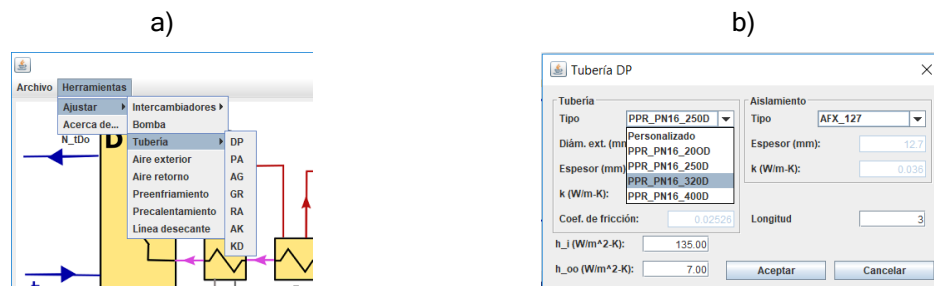 a)
b)
Archivo Herramientas
Ajustar
Acerca de...
Intercambiadores
Bomba
Tubería
Aire exterior
Aire retorno
Preenfriamiento
Precalentamiento
Linea desecante
DP
PA
AG
GR
RA
AK
KD
N_tDo
D
Tubería DP
Tubería
Tipo PPR_PN16_250D
Personalizado
PPR_PN16_20OD
PPR_PN16_250D
PPR_PN16_320D
PPR_PN16_400D
Diám. ext. (mm
Espesor (mm)
k (W/m-K):
Coef. de fricción: 0.02526
h_i (W/m^2-K): 135.00
h_oo (W/m^2-K): 7.00
Aislamiento
Tipo AFX_127
Espesor (mm): 12.7
k (W/m-K): 0.036
Longitud 3
Aceptar Cancelar